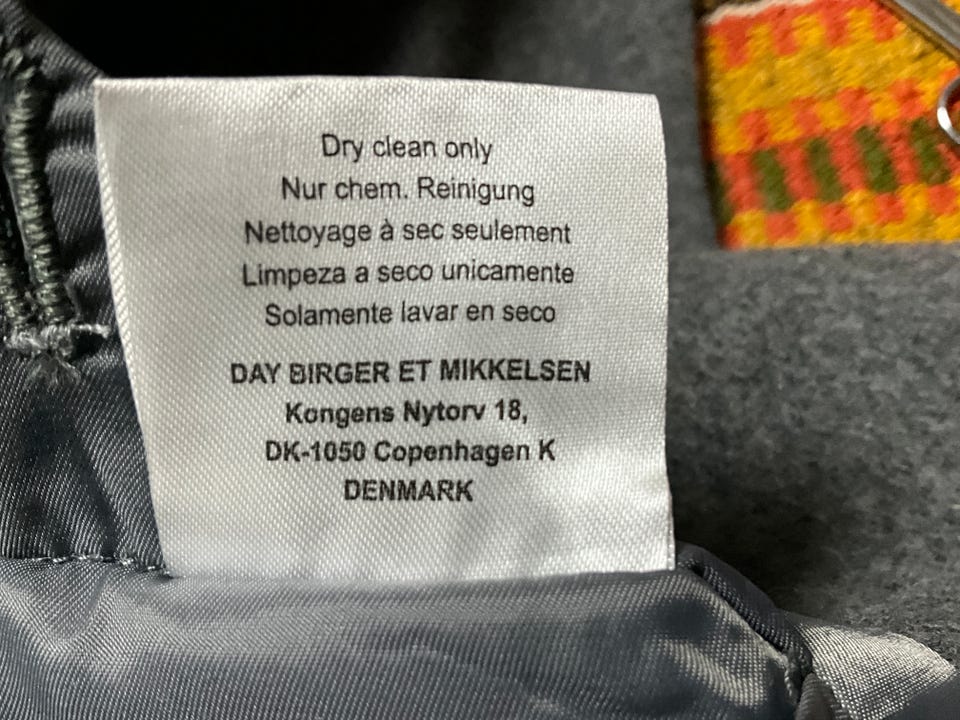 Dry clean only
Nur chem. Reinigung
Nettoyage à sec seulement
Limpeza a seco unicamente
Solamente lavar en seco
DAY BIRGER ET MIKKELSEN
Kongens Nytorv 18,
DK-1050 Copenhagen K
DENMARK